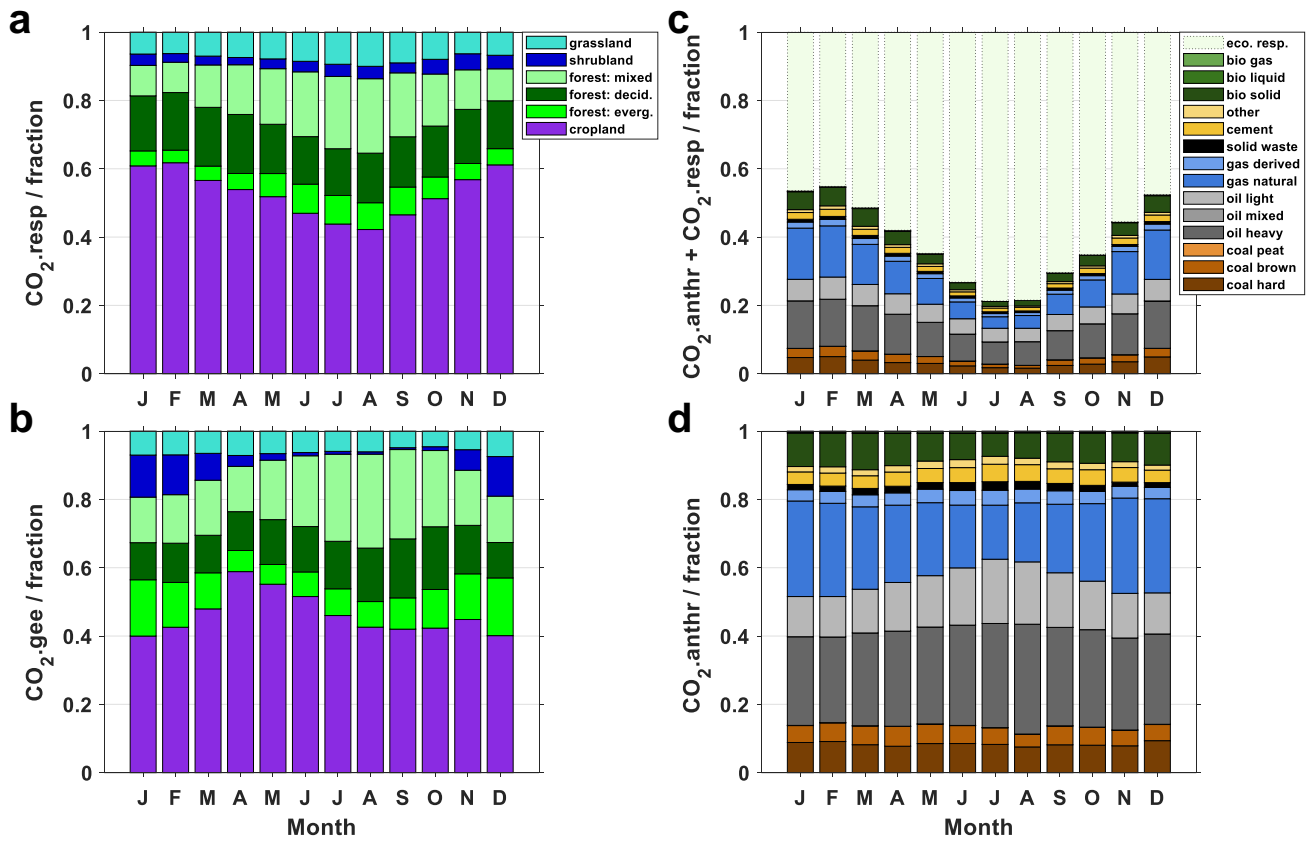 a
CO2.resp / fraction
1
0.8
0.6
0.4
0.2
0
J F M A M J J A S O N D
grassland
shrubland
forest: mixed
forest: decid.
forest: everg.
cropland
c
CO2.anthr + CO2.resp / fraction
1
0.8
0.6
0.4
0.2
0
J F M A M J J A S O N D
eco. resp.
bio gas
bio liquid
bio solid
other
cement
solid waste
gas derived
gas natural
oil light
oil mixed
oil heavy
coal peat
coal brown
coal hard
b
CO2.gee / fraction
1
0.8
0.6
0.4
0.2
0
J F M A M J J A S O N D
Month
d
CO2.anthr / fraction
1
0.8
0.6
0.4
0.2
0
J F M A M J J A S O N D
Month